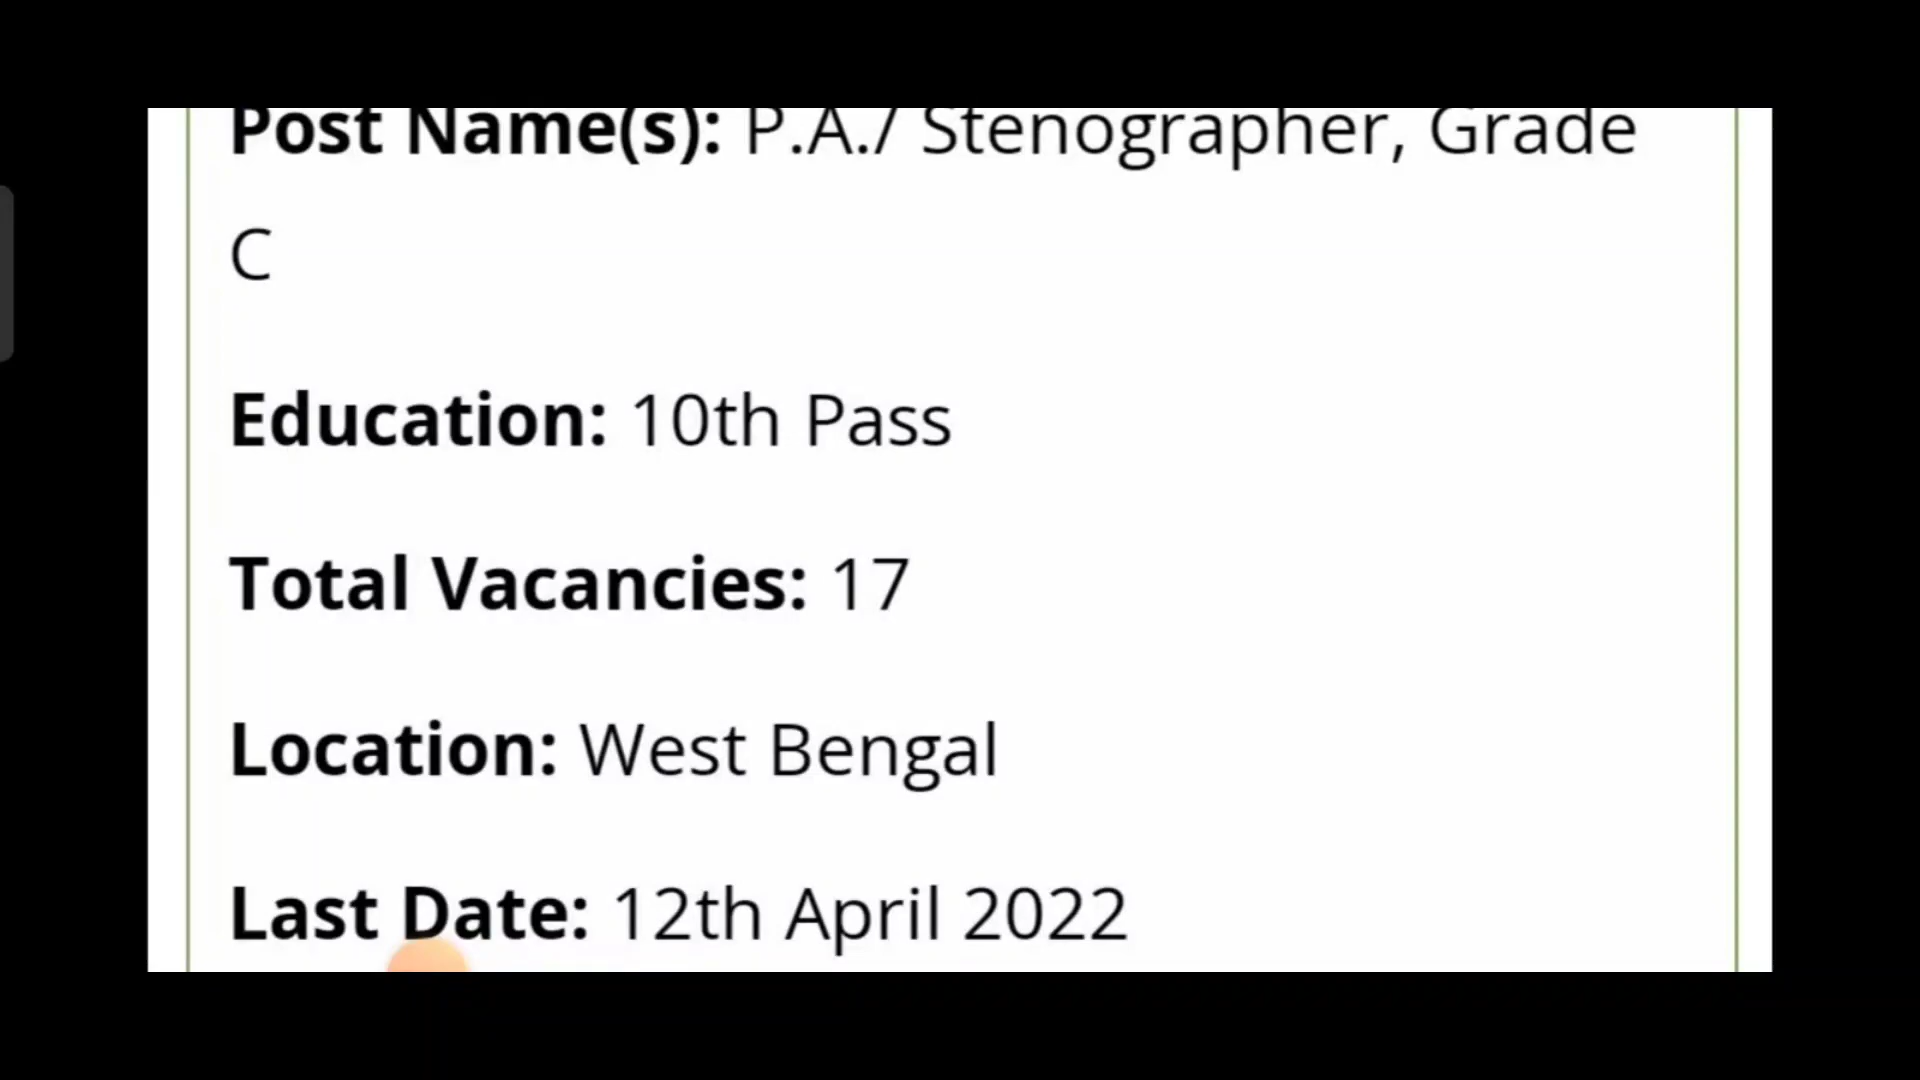 Post Name(s): P.A./ Stenographer, Grade
C
Education: 10th Pass
Total Vacancies: 17
Location: West Bengal
Last Date: 12th April 2022